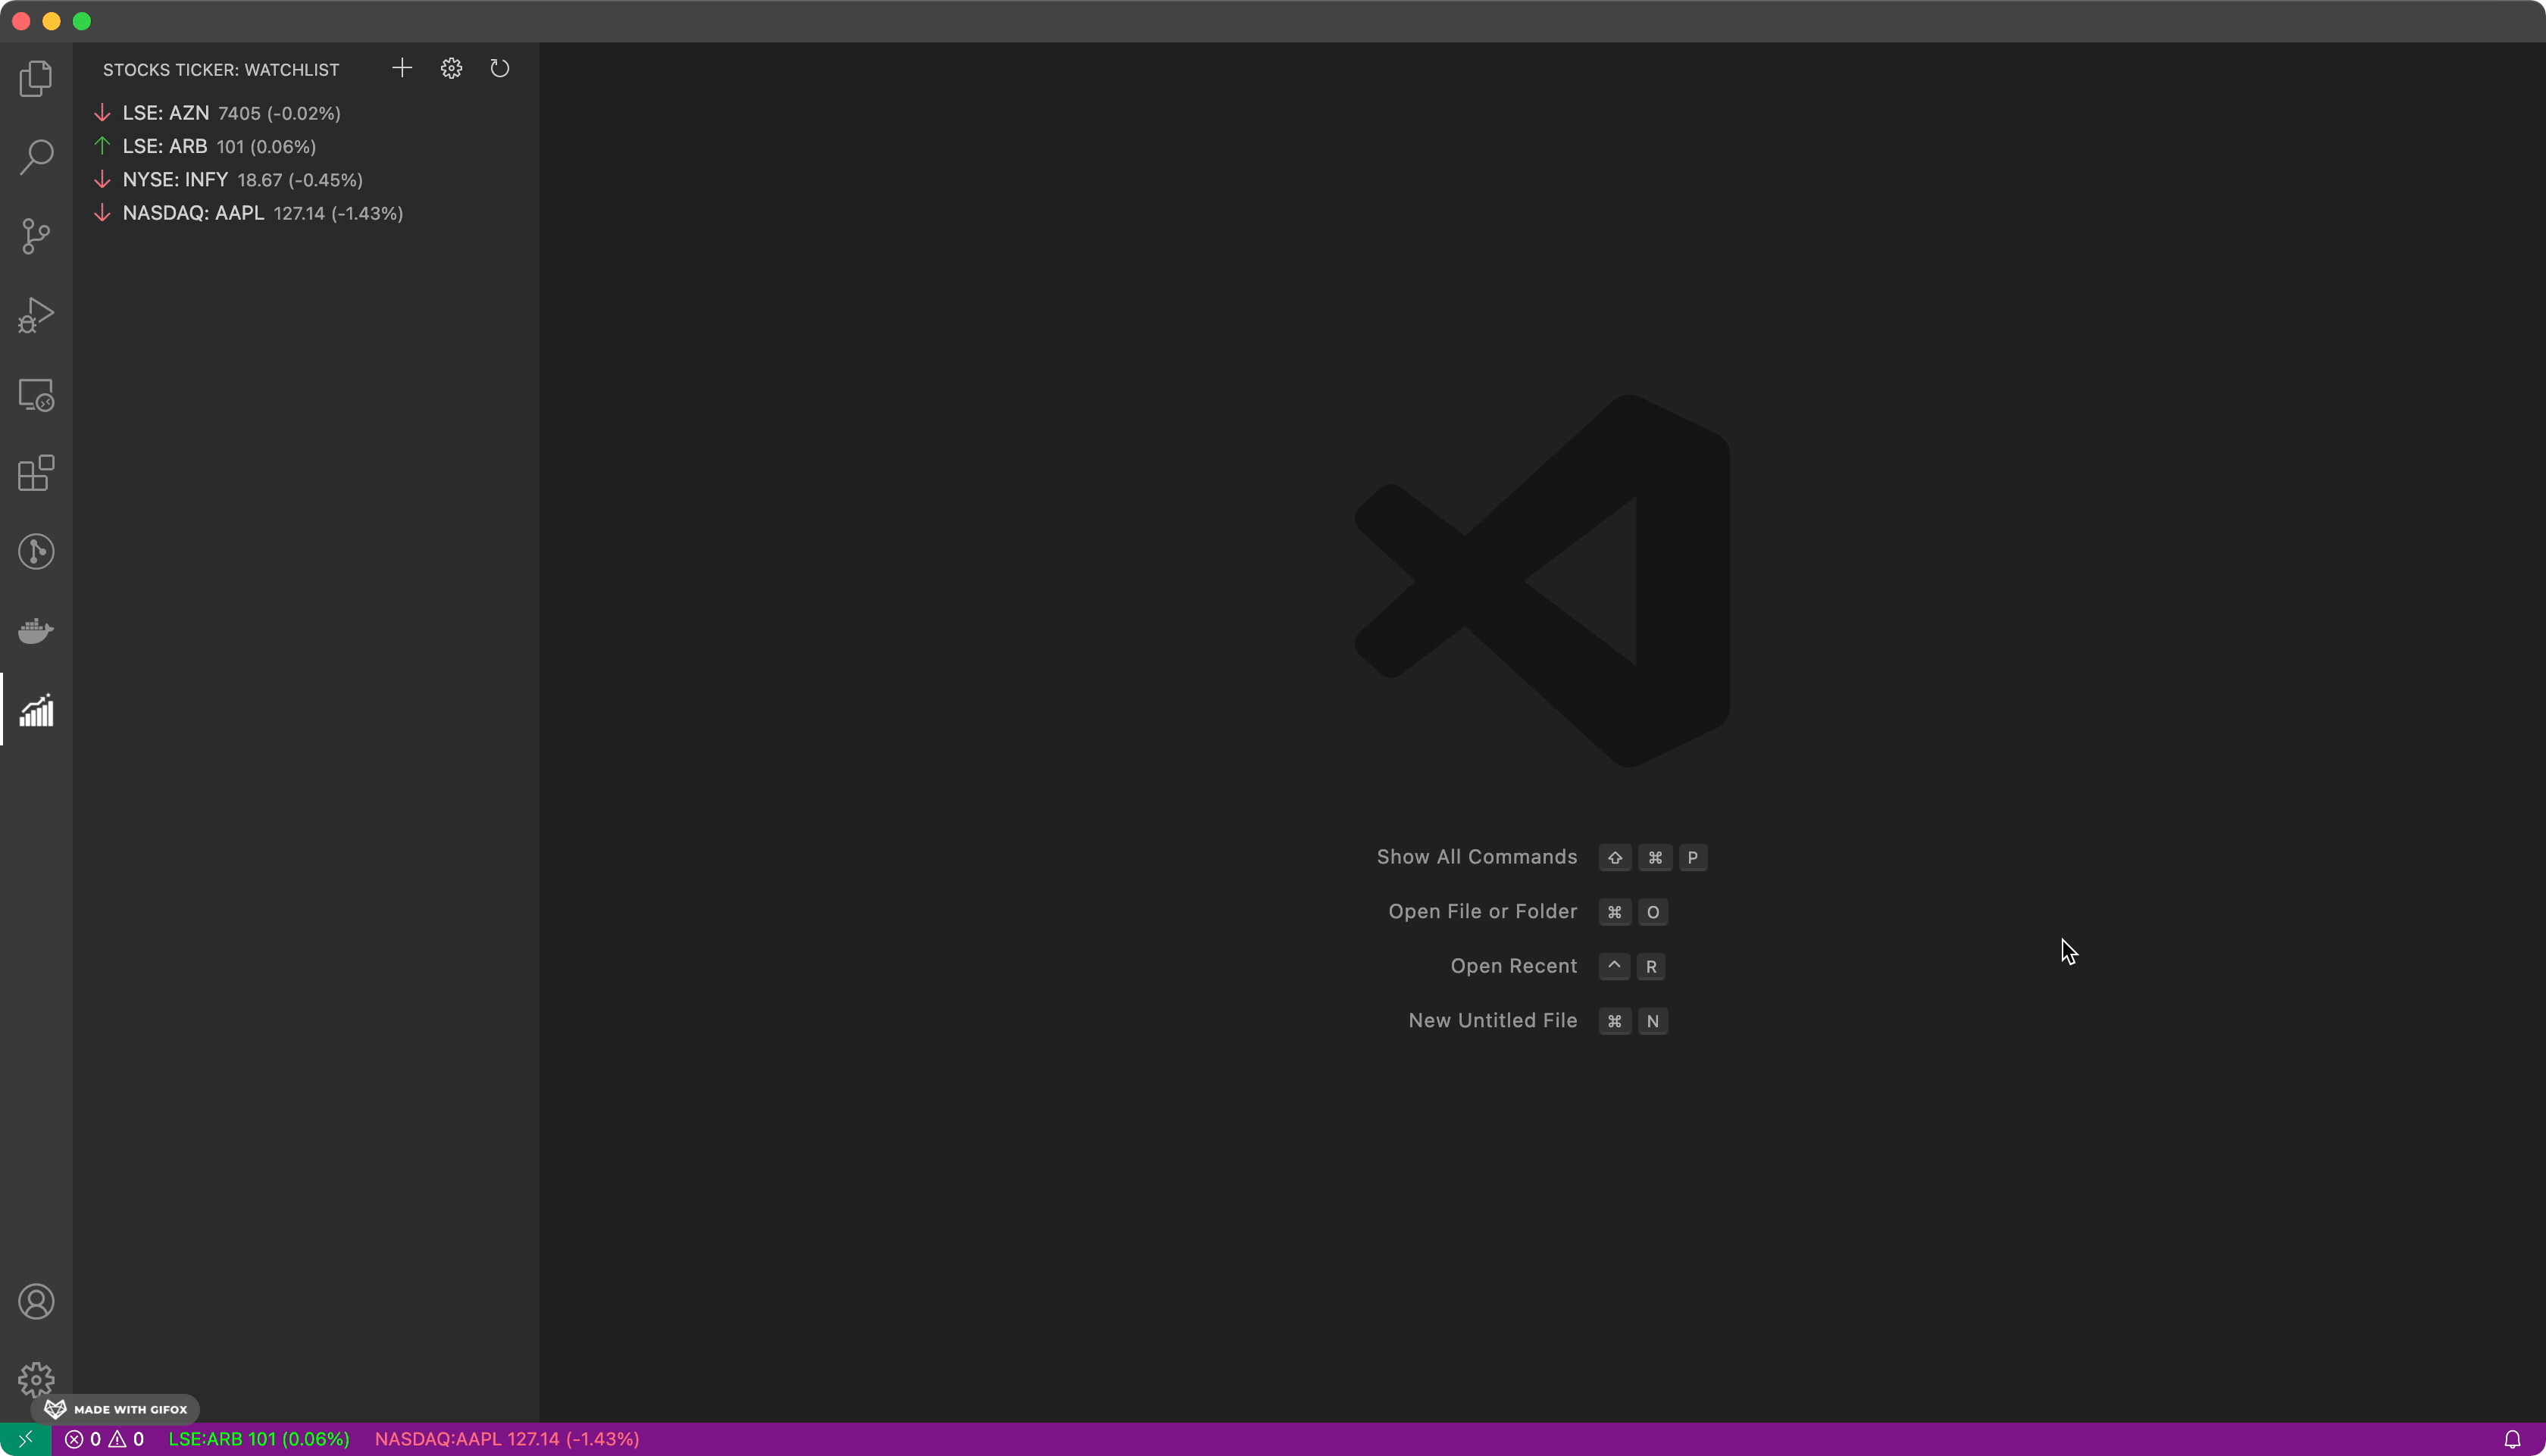 STOCKS TICKER: WATCHLIST
LSE: AZN 7405 (-0.02%)
LSE: ARB 101 (0.06%)
NYSE: INFY 18.67 (-0.45%)
NASDAQ: AAPL 127.14 (-1.43%)
Show All Commands ⇧ ⌘ P
Open File or Folder ⌘ O
Open Recent ^ R
New Untitled File ⌘ N
MADE WITH GIFOX
0 0 LSE:ARB 101 (0.06%) NASDAQ:AAPL 127.14 (-1.43%)